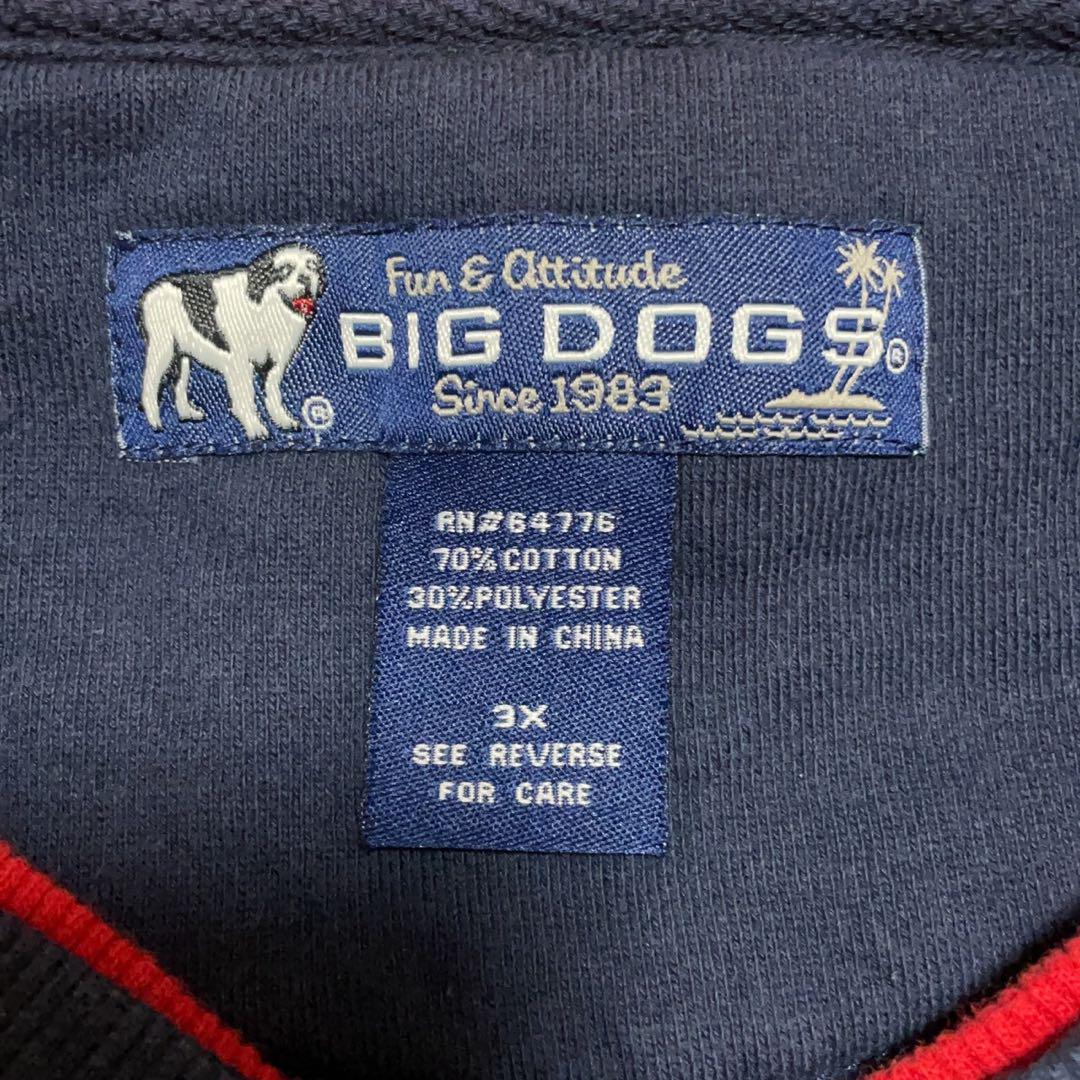 Fun & Attitude
BIG DOGS®
Since 1983
®
RN#64776
70% COTTON
30% POLYESTER
MADE IN CHINA
3X
SEE REVERSE
FOR CARE